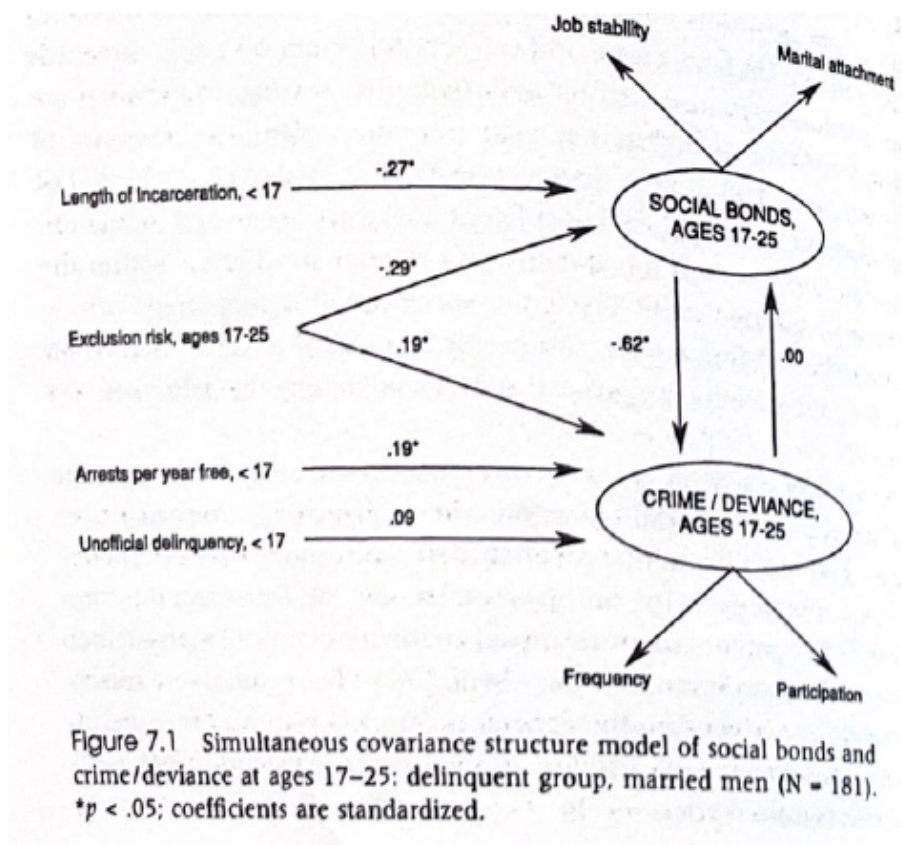 Job stability
Marital attachment
Length of Incarceration, < 17
-.27*
SOCIAL BONDS,
AGES 17-25
-.29*
Exclusion risk, ages 17-25
.19*
-.62*
.00
Arrests per year free, < 17
.19*
CRIME / DEVIANCE,
AGES 17-25
Unofficial delinquency, < 17
.09
Frequency
Participation
Figure 7.1 Simultaneous covariance structure model of social bonds and
crime/deviance at ages 17–25: delinquent group, married men (N = 181).
*p < .05; coefficients are standardized.